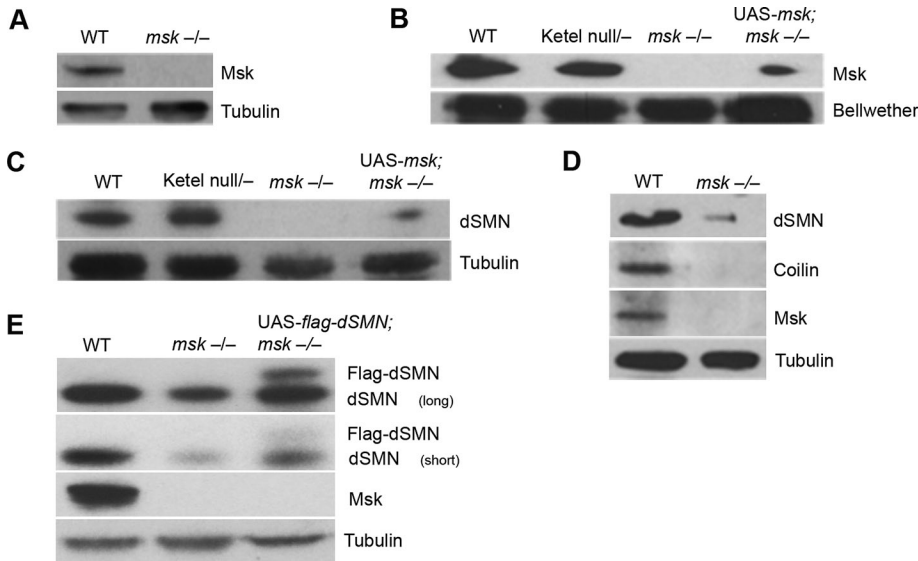 A
WT msk –/–
Msk
Tubulin
B
WT Ketel null/– msk –/– UAS-msk;
msk –/–
Msk
Bellwether
C
WT Ketel null/– msk –/– UAS-msk;
msk –/–
dSMN
Tubulin
D
WT msk –/–
dSMN
Coilin
Msk
Tubulin
E
WT msk –/– UAS-flag-dSMN;
msk –/–
Flag-dSMN
dSMN (long)
Flag-dSMN
dSMN (short)
Msk
Tubulin